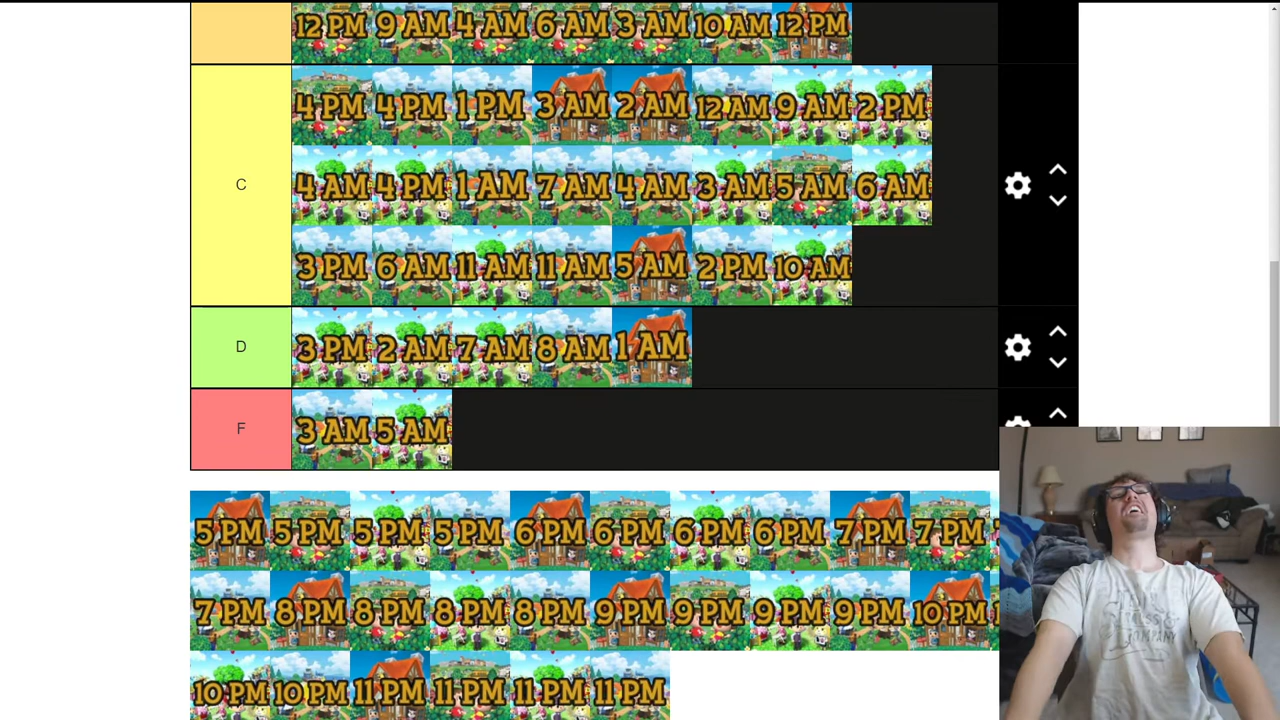 12 PM 9 AM 4 AM 6 AM 3 AM 10 AM 12 PM
4 PM 4 PM 1 PM 3 AM 2 AM 12 AM 9 AM 2 PM
C
4 AM 4 PM 1 AM 7 AM 4 AM 3 AM 5 AM 6 AM
3 PM 6 AM 11 AM 11 AM 5 AM 2 PM 10 AM
D
3 PM 2 AM 7 AM 8 AM 1 AM
F
3 AM 5 AM
5 PM 5 PM 5 PM 5 PM 6 PM 6 PM 6 PM 6 PM 7 PM 7 PM
7 PM 8 PM 8 PM 8 PM 8 PM 9 PM 9 PM 9 PM 9 PM 10 PM
10 PM 10 PM 11 PM 11 PM 11 PM 11 PM
COMPANY